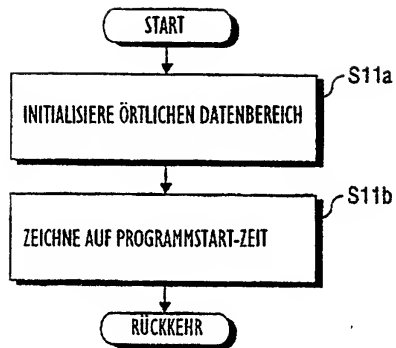 START
S11a
INITIALISIERE ÖRTLICHEN DATENBEREICH
S11b
ZEICHNE AUF PROGRAMMSTART-ZEIT
RÜCKKEHR